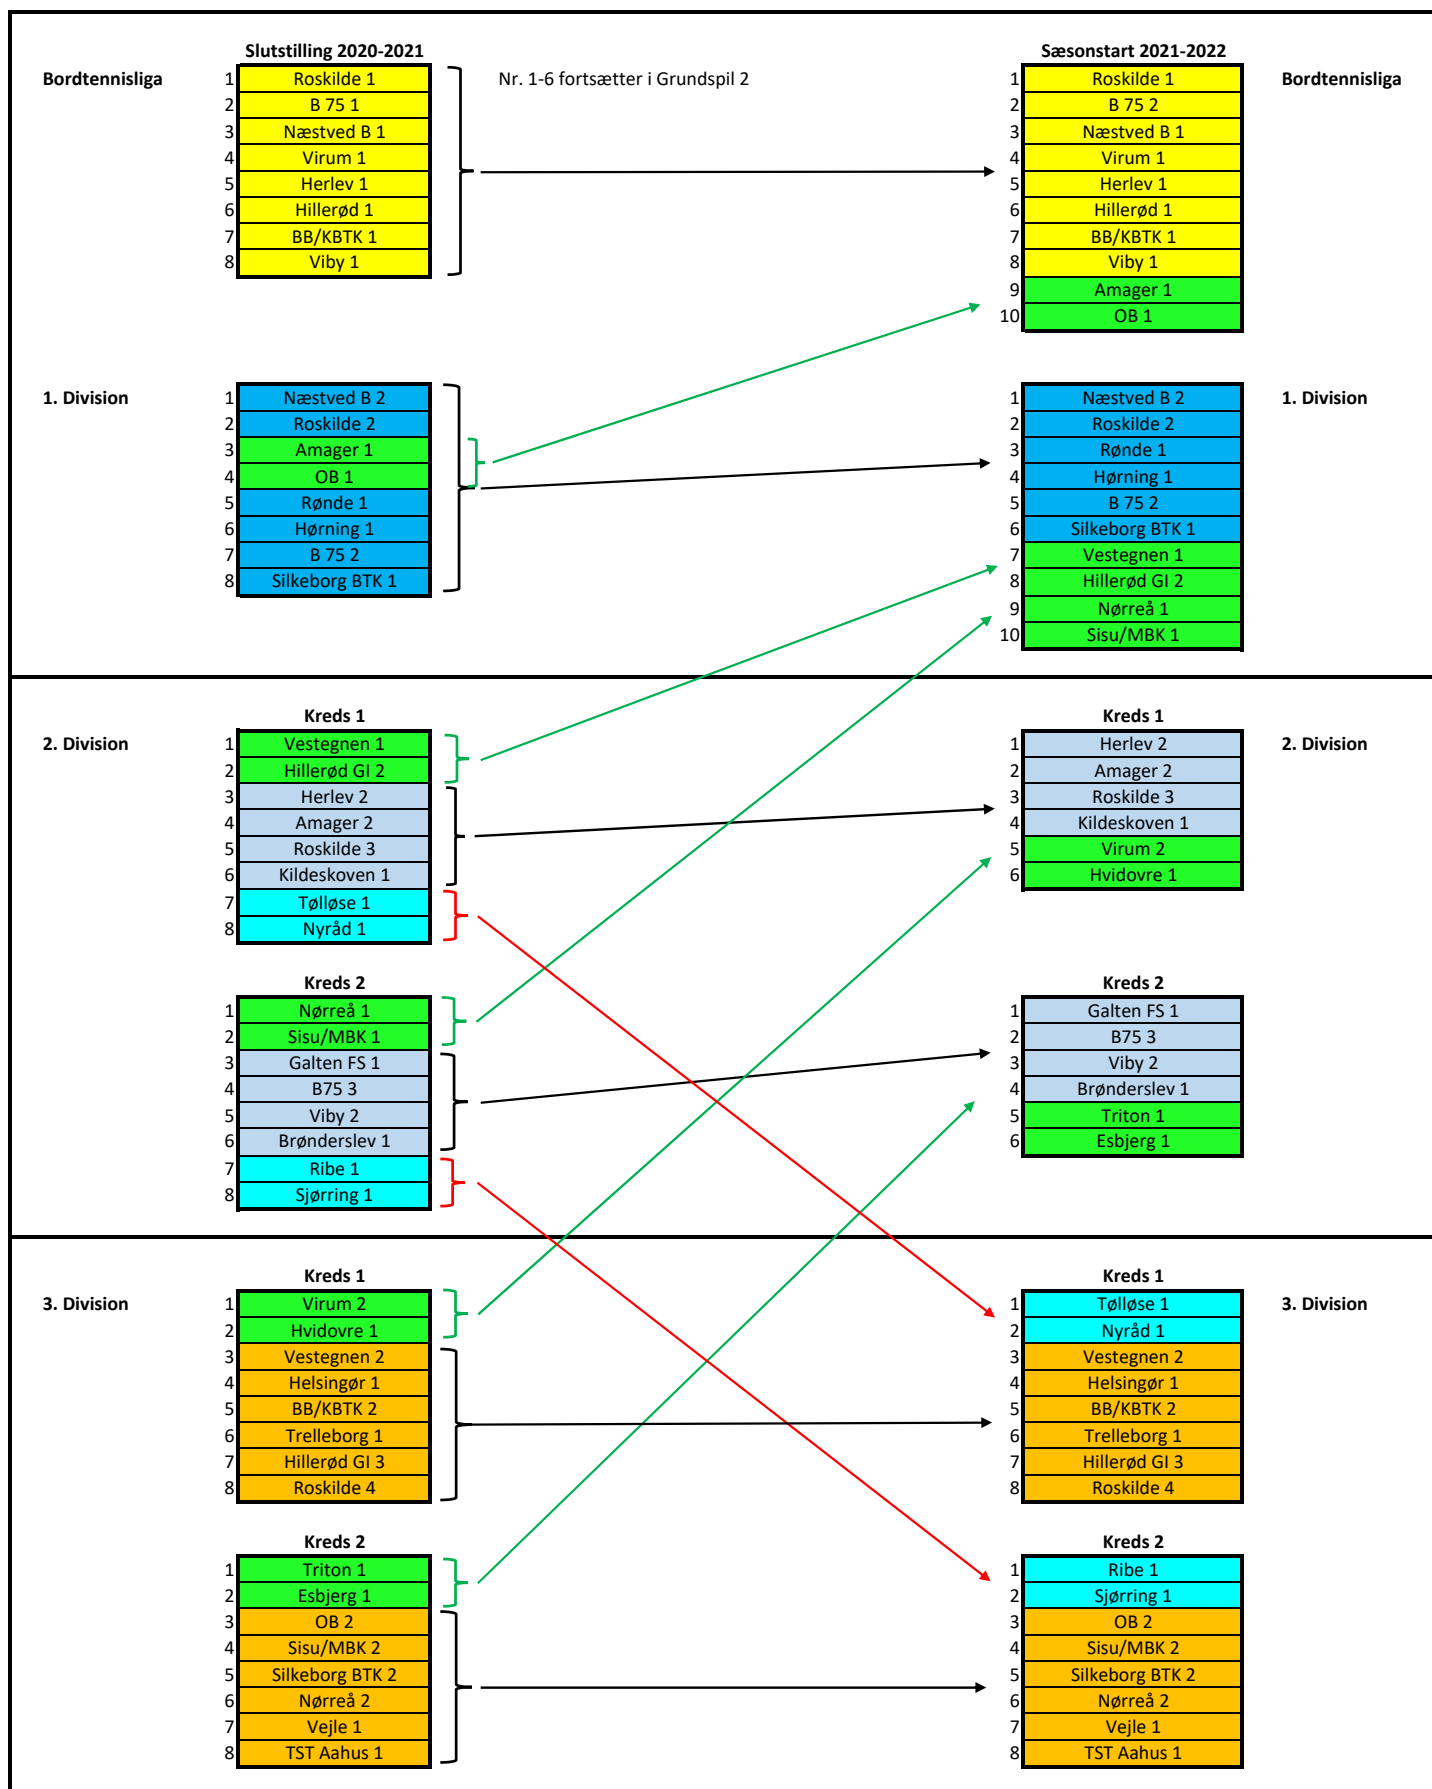 Slutstilling 2020-2021 Sæsonstart 2021-2022
Bordtennisliga 1 Roskilde 1 Nr. 1-6 fortsætter i Grundspil 2 1 Roskilde 1 Bordtennisliga
2 B 75 1 2 B 75 2
3 Næstved B 1 3 Næstved B 1
4 Virum 1 4 Virum 1
5 Herlev 1 5 Herlev 1
6 Hillerød 1 6 Hillerød 1
7 BB/KBTK 1 7 BB/KBTK 1
8 Viby 1 8 Viby 1
9 Amager 1
10 OB 1
1. Division 1 Næstved B 2 1 Næstved B 2 1. Division
2 Roskilde 2 2 Roskilde 2
3 Amager 1 3 Rønde 1
4 OB 1 4 Hørning 1
5 Rønde 1 5 B 75 2
6 Hørning 1 6 Silkeborg BTK 1
7 B 75 2 7 Vestegnen 1
8 Silkeborg BTK 1 8 Hillerød GI 2
9 Nørreå 1
10 Sisu/MBK 1
Kreds 1 Kreds 1
2. Division 1 Vestegnen 1 1 Herlev 2 2. Division
2 Hillerød GI 2 2 Amager 2
3 Herlev 2 3 Roskilde 3
4 Amager 2 4 Kildeskoven 1
5 Roskilde 3 5 Virum 2
6 Kildeskoven 1 6 Hvidovre 1
7 Tølløse 1
8 Nyråd 1
Kreds 2 Kreds 2
1 Nørreå 1 1 Galten FS 1
2 Sisu/MBK 1 2 B75 3
3 Galten FS 1 3 Viby 2
4 B75 3 4 Brønderslev 1
5 Viby 2 5 Triton 1
6 Brønderslev 1 6 Esbjerg 1
7 Ribe 1
8 Sjørring 1
Kreds 1 Kreds 1
3. Division 1 Virum 2 1 Tølløse 1 3. Division
2 Hvidovre 1 2 Nyråd 1
3 Vestegnen 2 3 Vestegnen 2
4 Helsingør 1 4 Helsingør 1
5 BB/KBTK 2 5 BB/KBTK 2
6 Trelleborg 1 6 Trelleborg 1
7 Hillerød GI 3 7 Hillerød GI 3
8 Roskilde 4 8 Roskilde 4
Kreds 2 Kreds 2
1 Triton 1 1 Ribe 1
2 Esbjerg 1 2 Sjørring 1
3 OB 2 3 OB 2
4 Sisu/MBK 2 4 Sisu/MBK 2
5 Silkeborg BTK 2 5 Silkeborg BTK 2
6 Nørreå 2 6 Nørreå 2
7 Vejle 1 7 Vejle 1
8 TST Aahus 1 8 TST Aahus 1